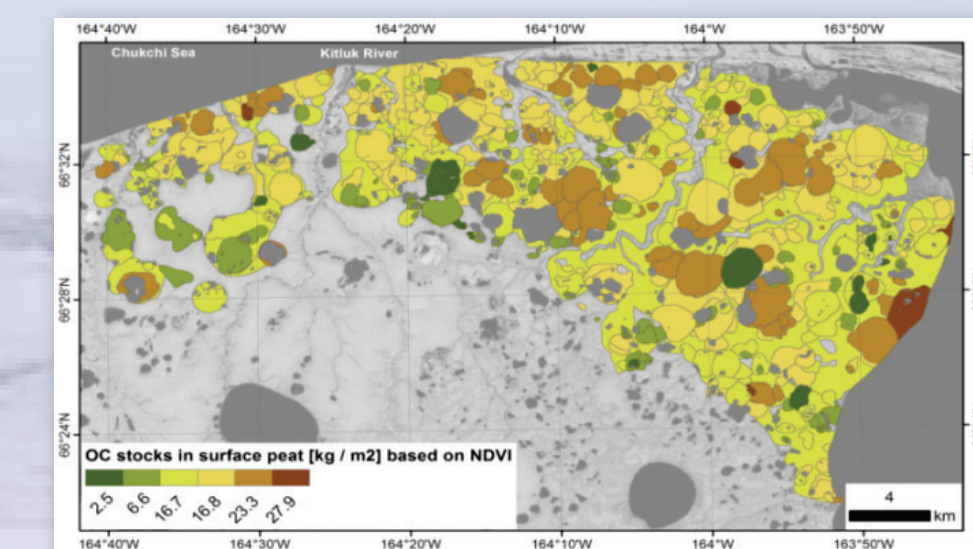 164°40'W 164°30'W 164°20'W 164°10'W 164°W 163°50'W
Chukchi Sea Kitluk River
66°32'N
66°28'N
66°24'N
OC stocks in surface peat [kg / m2] based on NDVI
2.5 6.6 16.7 16.8 23.3 27.9
4
km
164°40'W 164°30'W 164°20'W 164°10'W 164°W 163°50'W